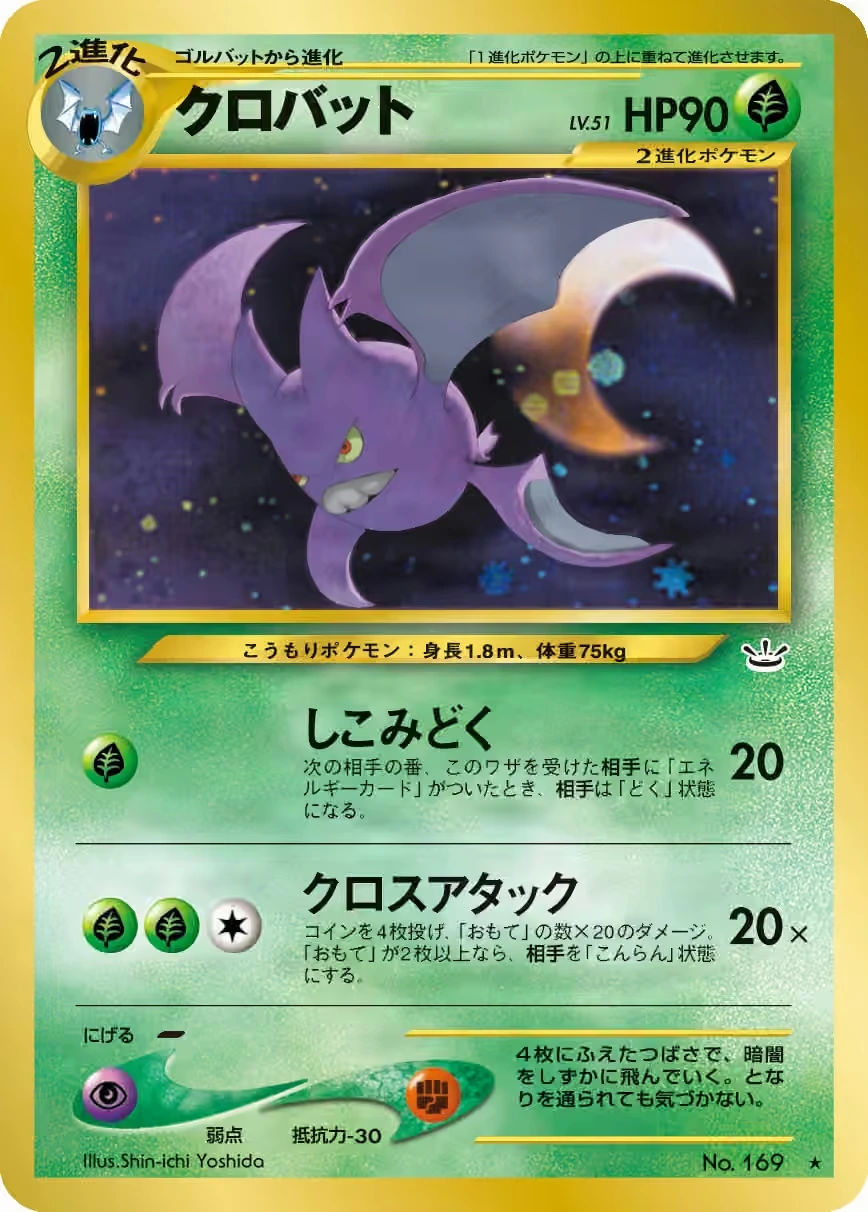 2進化
ゴルバットから進化
「1進化ポケモン」の上に重ねて進化させます。
クロバット
LV.51 HP90
2進化ポケモン
こうもりポケモン：身長1.8m、体重75kg
しこみどく
20
次の相手の番、このワザを受けた相手に「エネ
ルギーカード」がついたとき、相手は「どく」状態
になる。
クロスアタック
20×
コインを4枚投げ、「おもて」の数×20のダメージ。
「おもて」が2枚以上なら、相手を「こんらん」状態
にする。
にげる
4枚にふえたつばさで、暗闇
をしずかに飛んでいく。とな
りを通られても気づかない。
弱点
抵抗力-30
Illus.Shin-ichi Yoshida
No. 169 ★